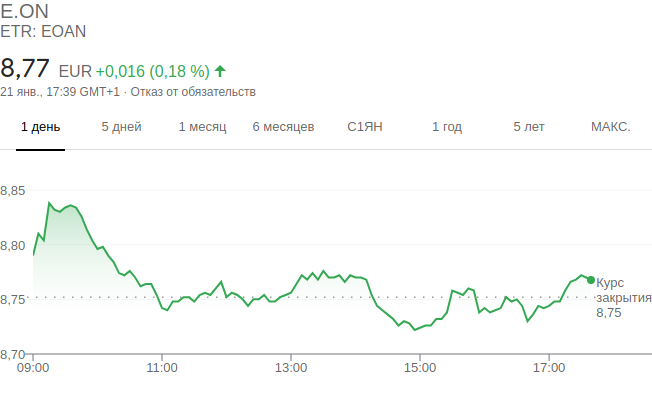 E.ON
ETR: EOAN
8,77 EUR +0,016 (0,18 %)
21 янв., 17:39 GMT+1 · Отказ от обязательств
1 день 5 дней 1 месяц 6 месяцев С1ЯН 1 год 5 лет МАКС.
8,85
8,80
8,75
8,70
Курс
закрытия
8,75
09:00 11:00 13:00 15:00 17:00